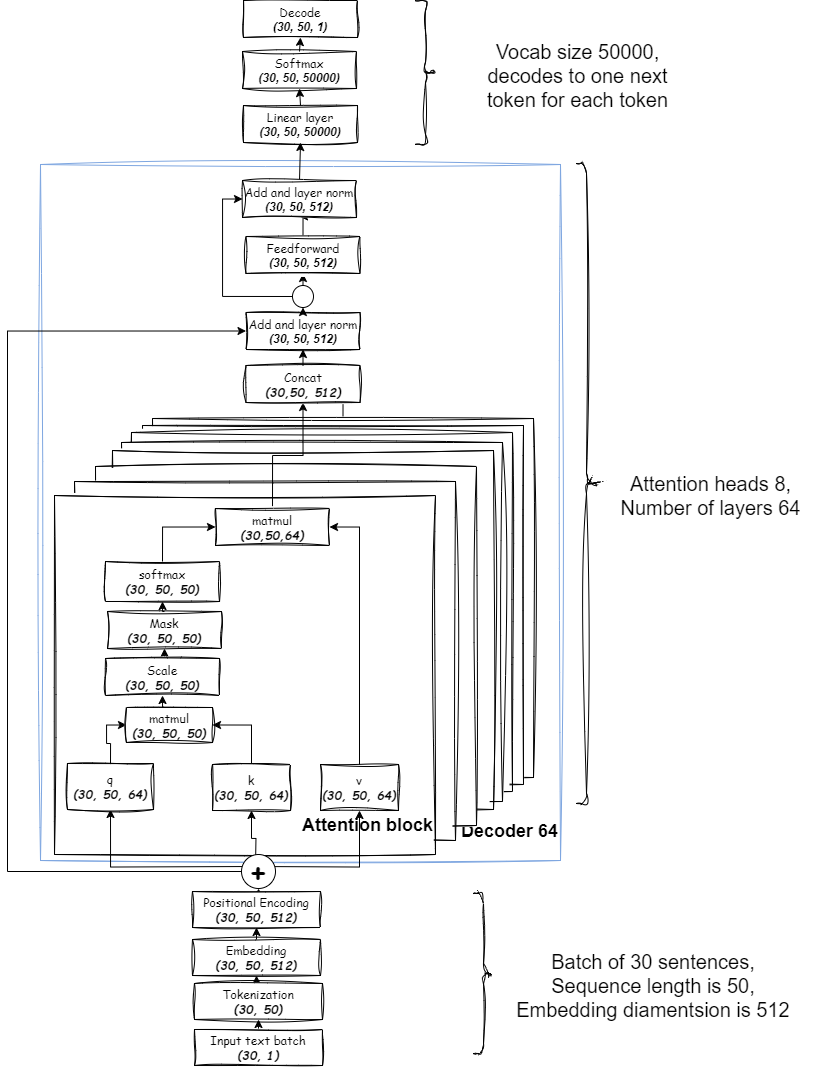 Decode
(30, 50, 1)
Softmax
(30, 50, 50000)
Linear layer
(30, 50, 50000)
Vocab size 50000,
decodes to one next
token for each token
Add and layer norm
(30, 50, 512)
Feedforward
(30, 50, 512)
Add and layer norm
(30, 50, 512)
Concat
(30,50, 512)
Attention heads 8,
Number of layers 64
matmul
(30,50,64)
softmax
(30, 50, 50)
Mask
(30, 50, 50)
Scale
(30, 50, 50)
matmul
(30, 50, 50)
q
(30, 50, 64)
k
(30, 50, 64)
v
(30, 50, 64)
Attention block
Decoder 64
+
Positional Encoding
(30, 50, 512)
Embedding
(30, 50, 512)
Tokenization
(30, 50)
Input text batch
(30, 1)
Batch of 30 sentences,
Sequence length is 50,
Embedding diamentsion is 512